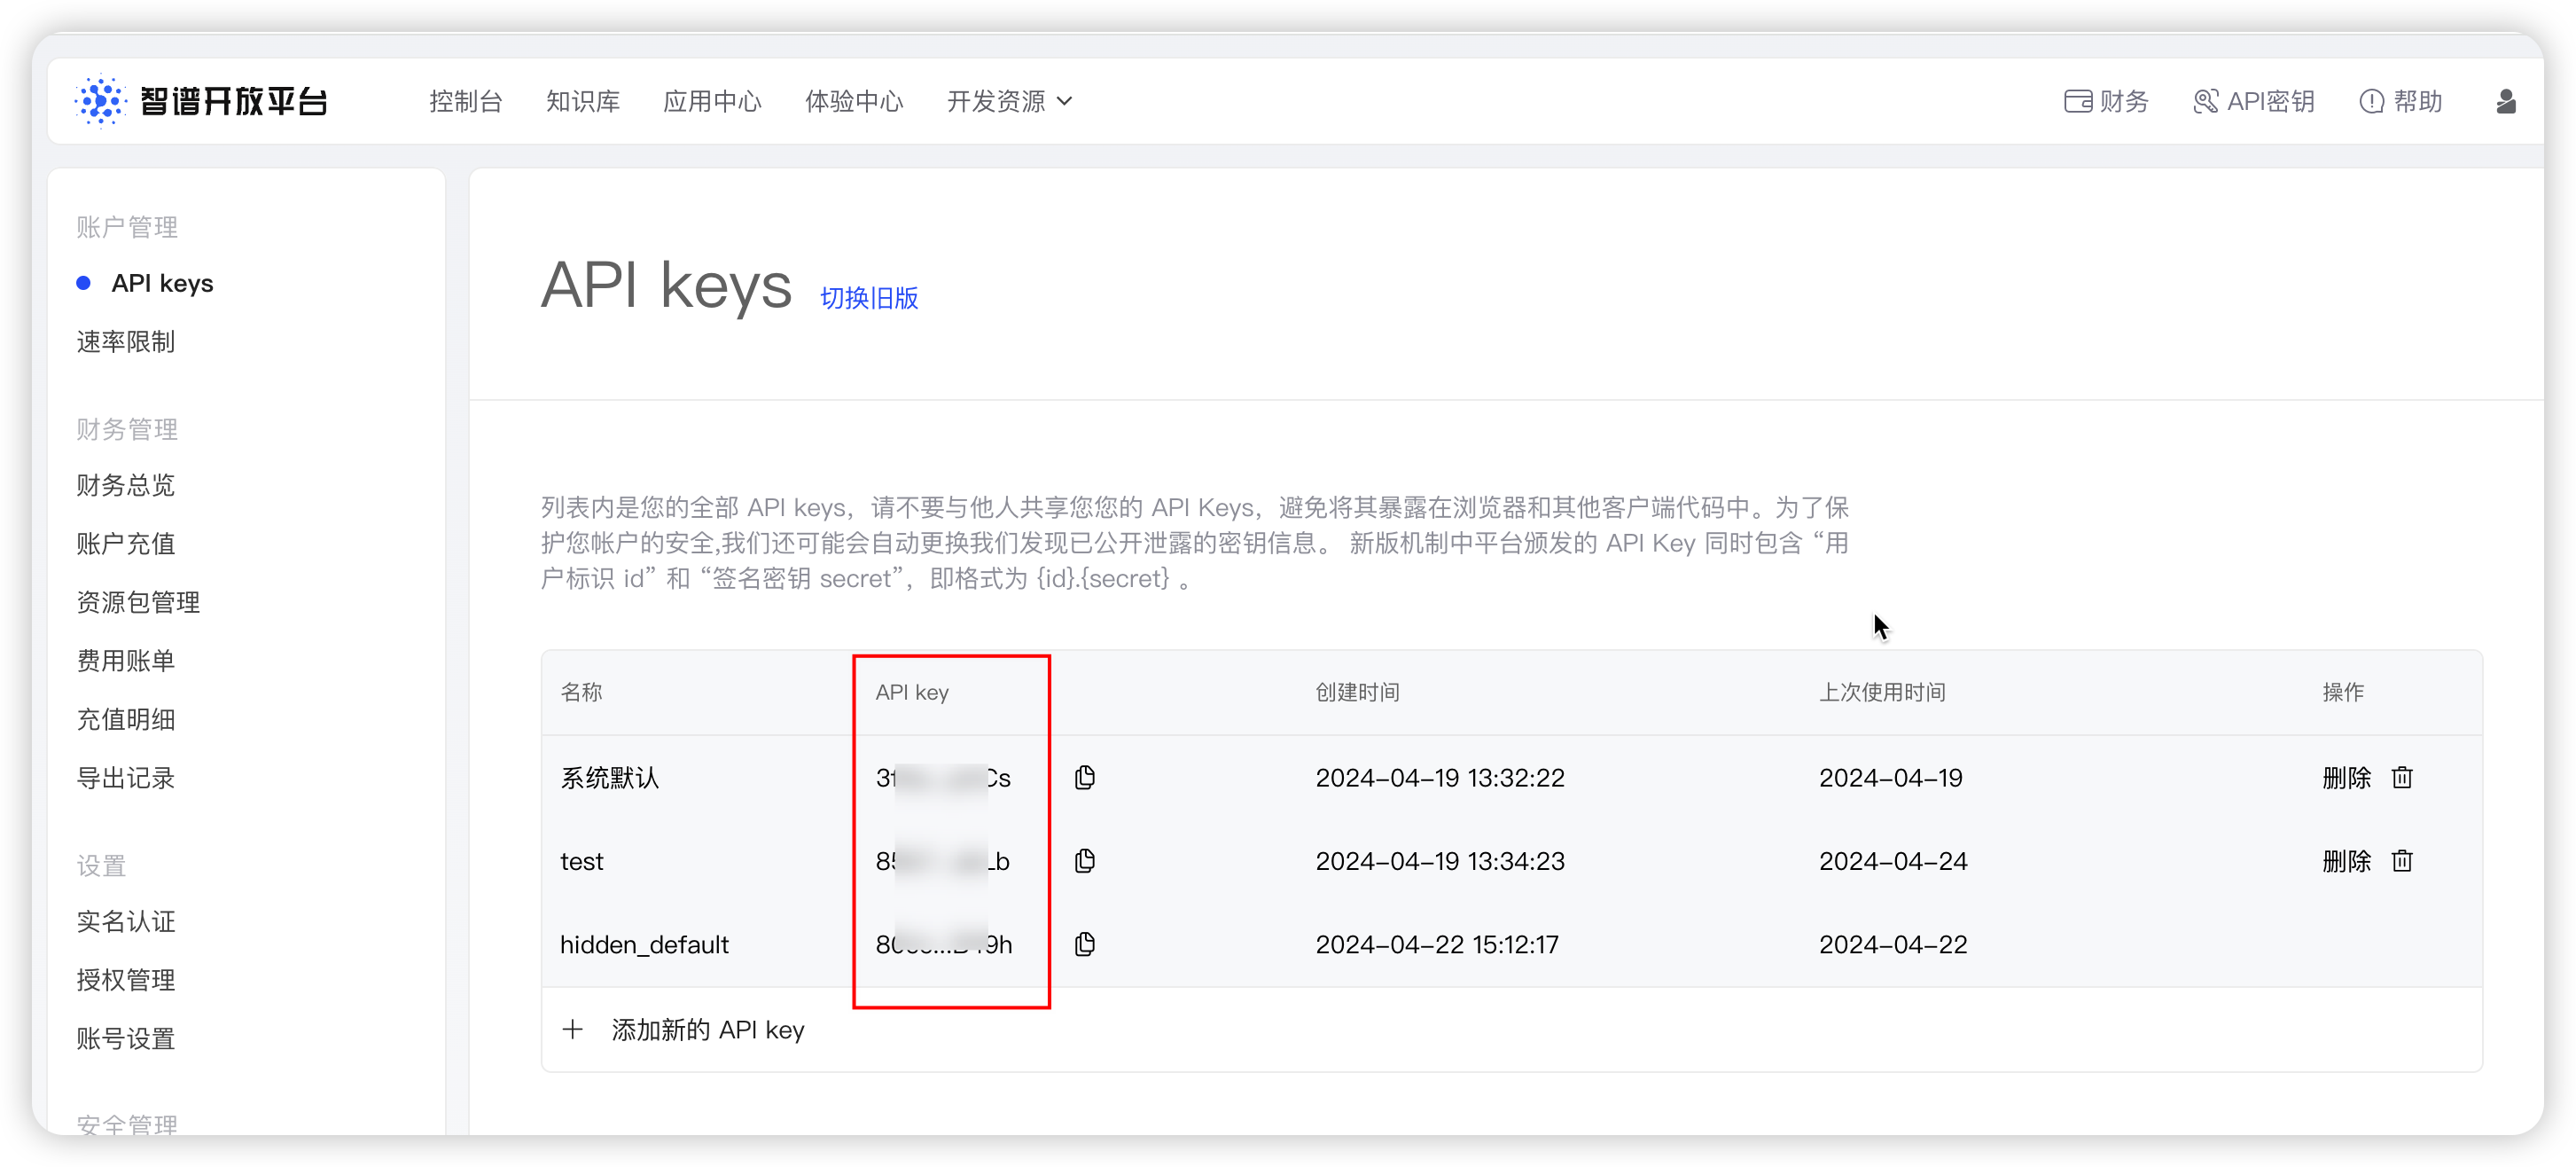 智谱开放平台
控制台 知识库 应用中心 体验中心 开发资源
财务 API密钥 帮助
账户管理
API keys
速率限制
财务管理
财务总览
账户充值
资源包管理
费用账单
充值明细
导出记录
设置
实名认证
授权管理
账号设置
安全管理
API keys 切换旧版
列表内是您的全部 API keys，请不要与他人共享您您的 API Keys，避免将其暴露在浏览器和其他客户端代码中。为了保
护您帐户的安全,我们还可能会自动更换我们发现已公开泄露的密钥信息。 新版机制中平台颁发的 API Key 同时包含 “用
户标识 id” 和 “签名密钥 secret”，即格式为 {id}.{secret} 。
名称 API key 创建时间 上次使用时间 操作
系统默认 2024-04-19 13:32:22 2024-04-19 删除
test 2024-04-19 13:34:23 2024-04-24 删除
hidden_default 2024-04-22 15:12:17 2024-04-22
+ 添加新的 API key